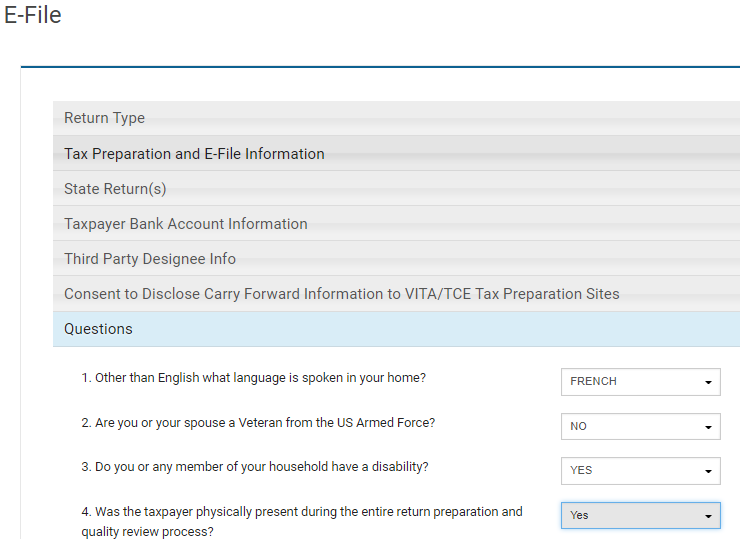 E-File
Return Type
Tax Preparation and E-File Information
State Return(s)
Taxpayer Bank Account Information
Third Party Designee Info
Consent to Disclose Carry Forward Information to VITA/TCE Tax Preparation Sites
Questions
1. Other than English what language is spoken in your home? FRENCH
2. Are you or your spouse a Veteran from the US Armed Force? NO
3. Do you or any member of your household have a disability? YES
4. Was the taxpayer physically present during the entire return preparation and Yes
quality review process?